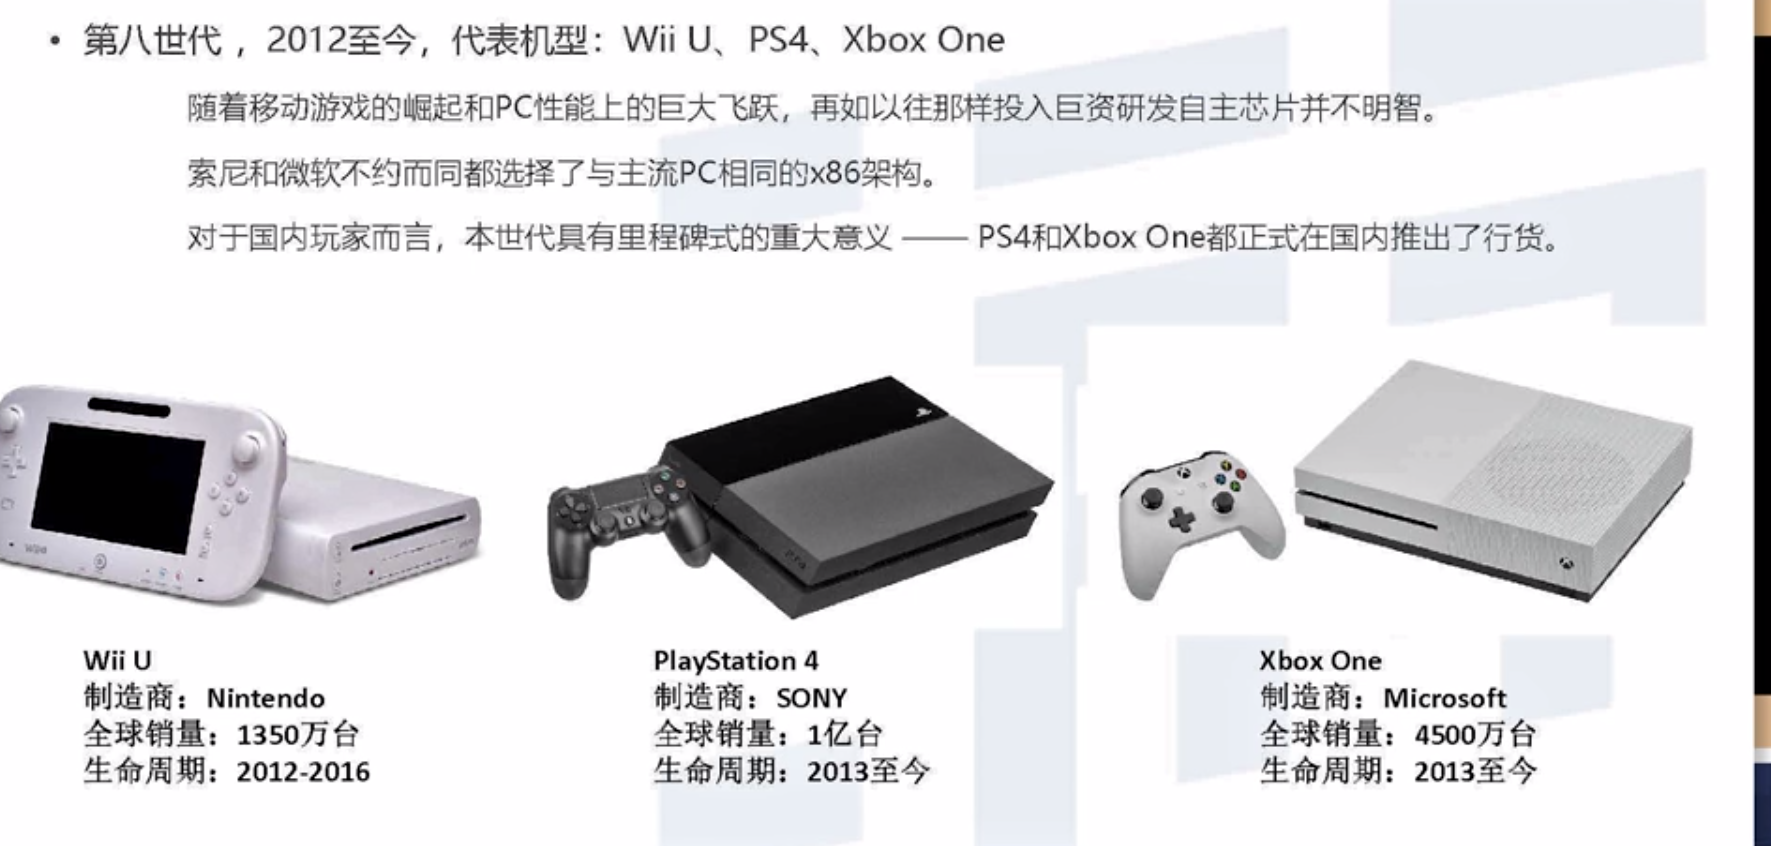 • 第八世代 ，2012至今，代表机型：Wii U、PS4、Xbox One
随着移动游戏的崛起和PC性能上的巨大飞跃，再如以往那样投入巨资研发自主芯片并不明智。
索尼和微软不约而同都选择了与主流PC相同的x86架构。
对于国内玩家而言，本世代具有里程碑式的重大意义 —— PS4和Xbox One都正式在国内推出了行货。
Wii U
制造商：Nintendo
全球销量：1350万台
生命周期：2012-2016
PlayStation 4
制造商：SONY
全球销量：1亿台
生命周期：2013至今
Xbox One
制造商：Microsoft
全球销量：4500万台
生命周期：2013至今